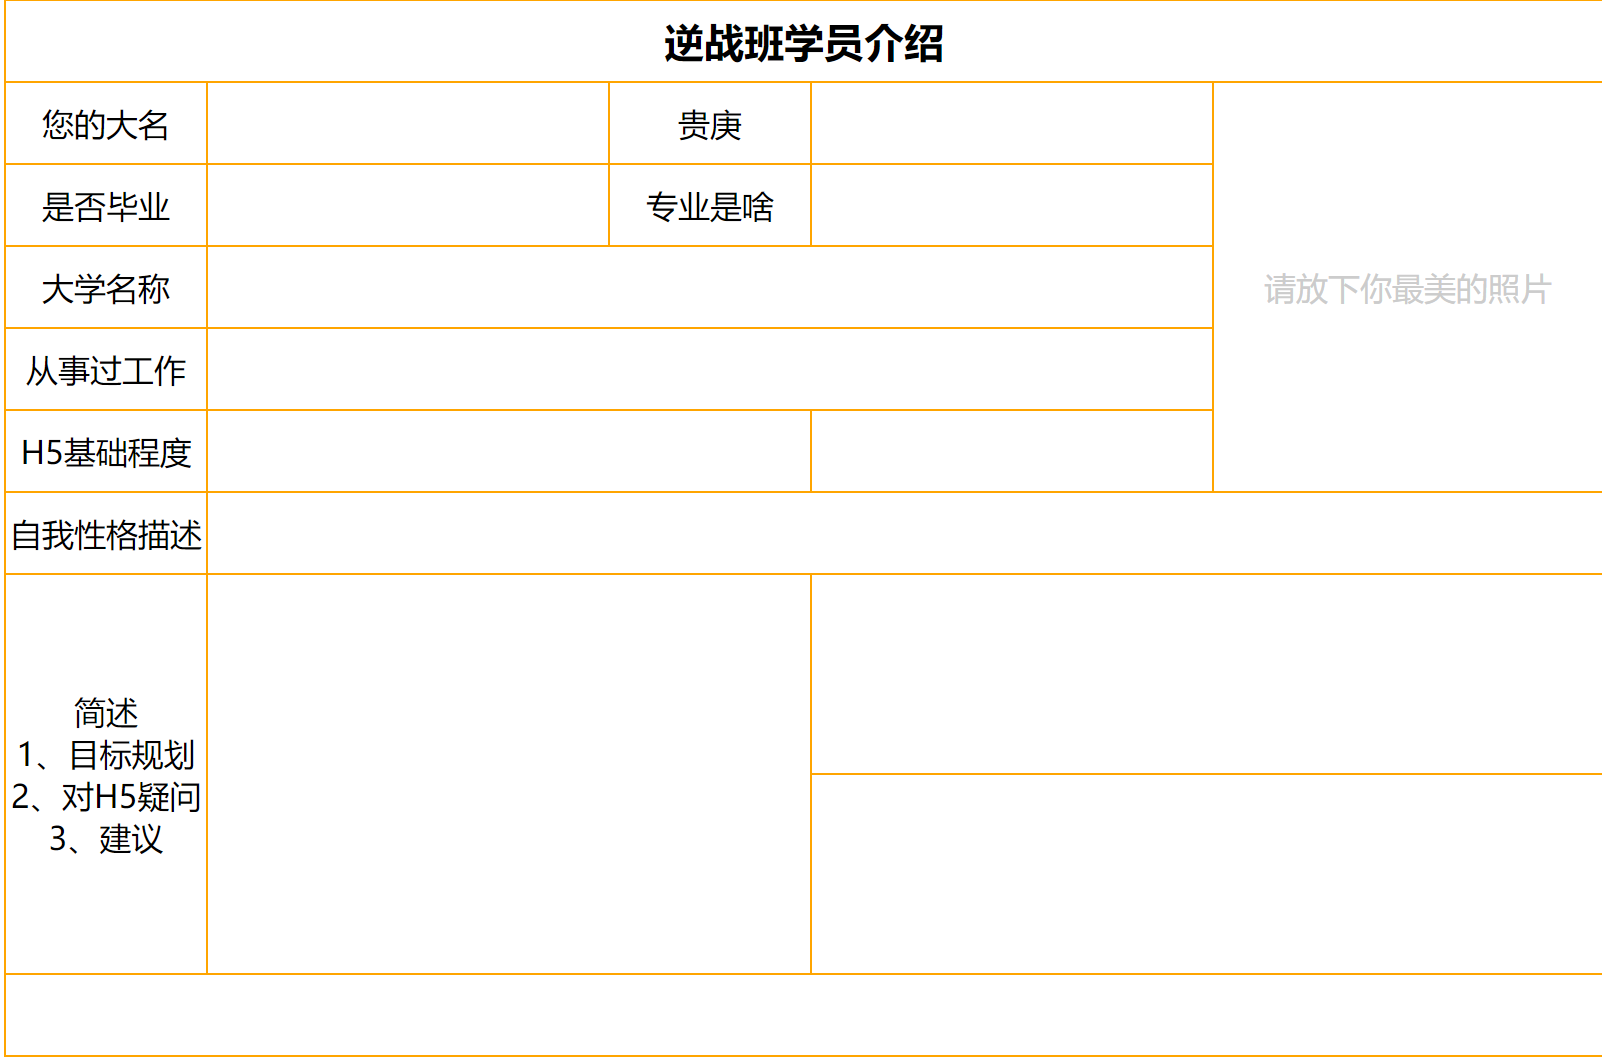 逆战班学员介绍
您的大名
贵庚
是否毕业
专业是啥
大学名称
请放下你最美的照片
从事过工作
H5基础程度
自我性格描述
简述
1、目标规划
2、对H5疑问
3、建议